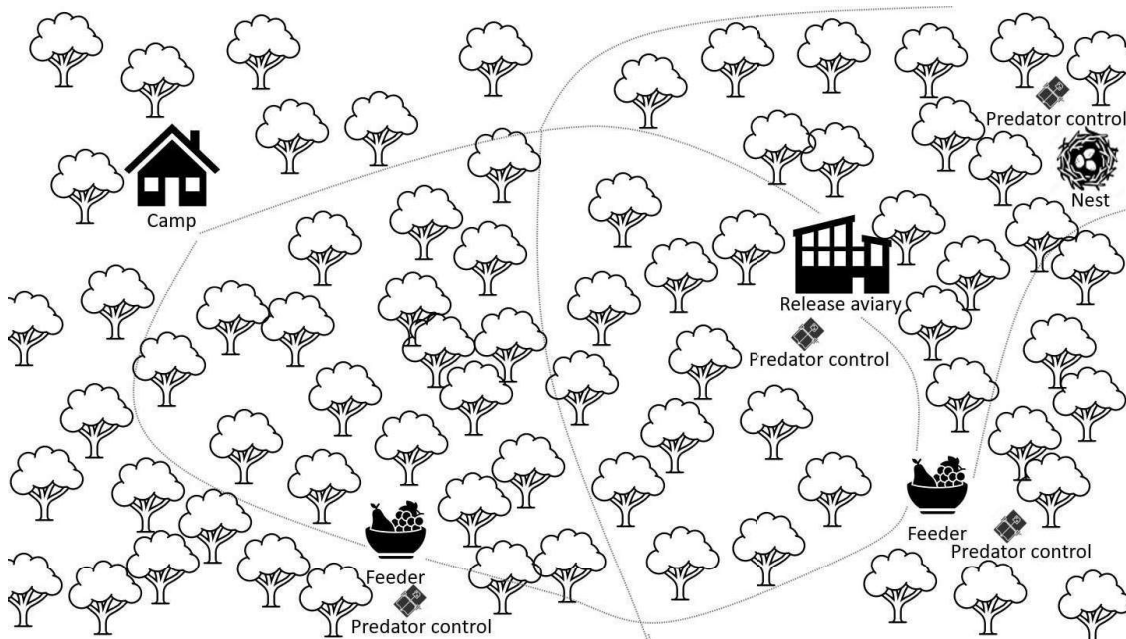 Predator control
Camp
Nest
Release aviary
Predator control
Feeder
Predator control
Feeder
Predator control